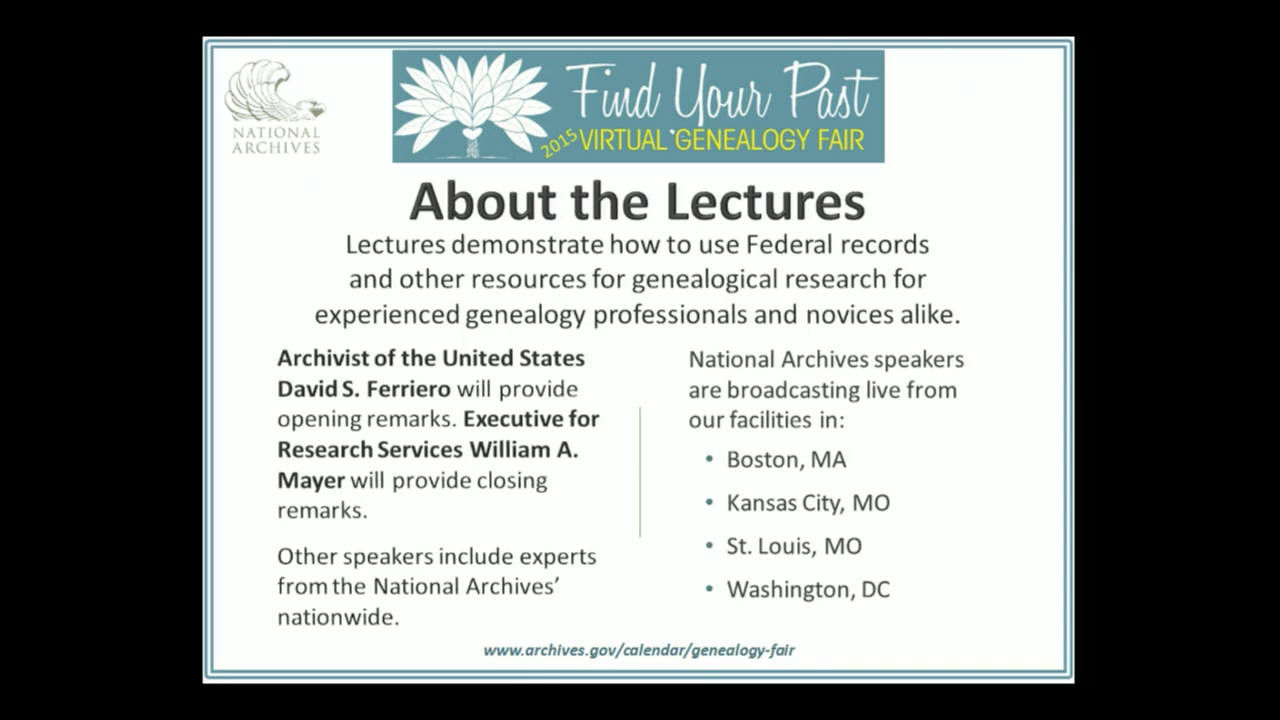 NATIONAL
ARCHIVES
Find Your Past
2015 VIRTUAL GENEALOGY FAIR
About the Lectures
Lectures demonstrate how to use Federal records
and other resources for genealogical research for
experienced genealogy professionals and novices alike.
Archivist of the United States
David S. Ferriero will provide
opening remarks. Executive for
Research Services William A.
Mayer will provide closing
remarks.
Other speakers include experts
from the National Archives’
nationwide.
National Archives speakers
are broadcasting live from
our facilities in:
• Boston, MA
• Kansas City, MO
• St. Louis, MO
• Washington, DC
www.archives.gov/calendar/genealogy-fair